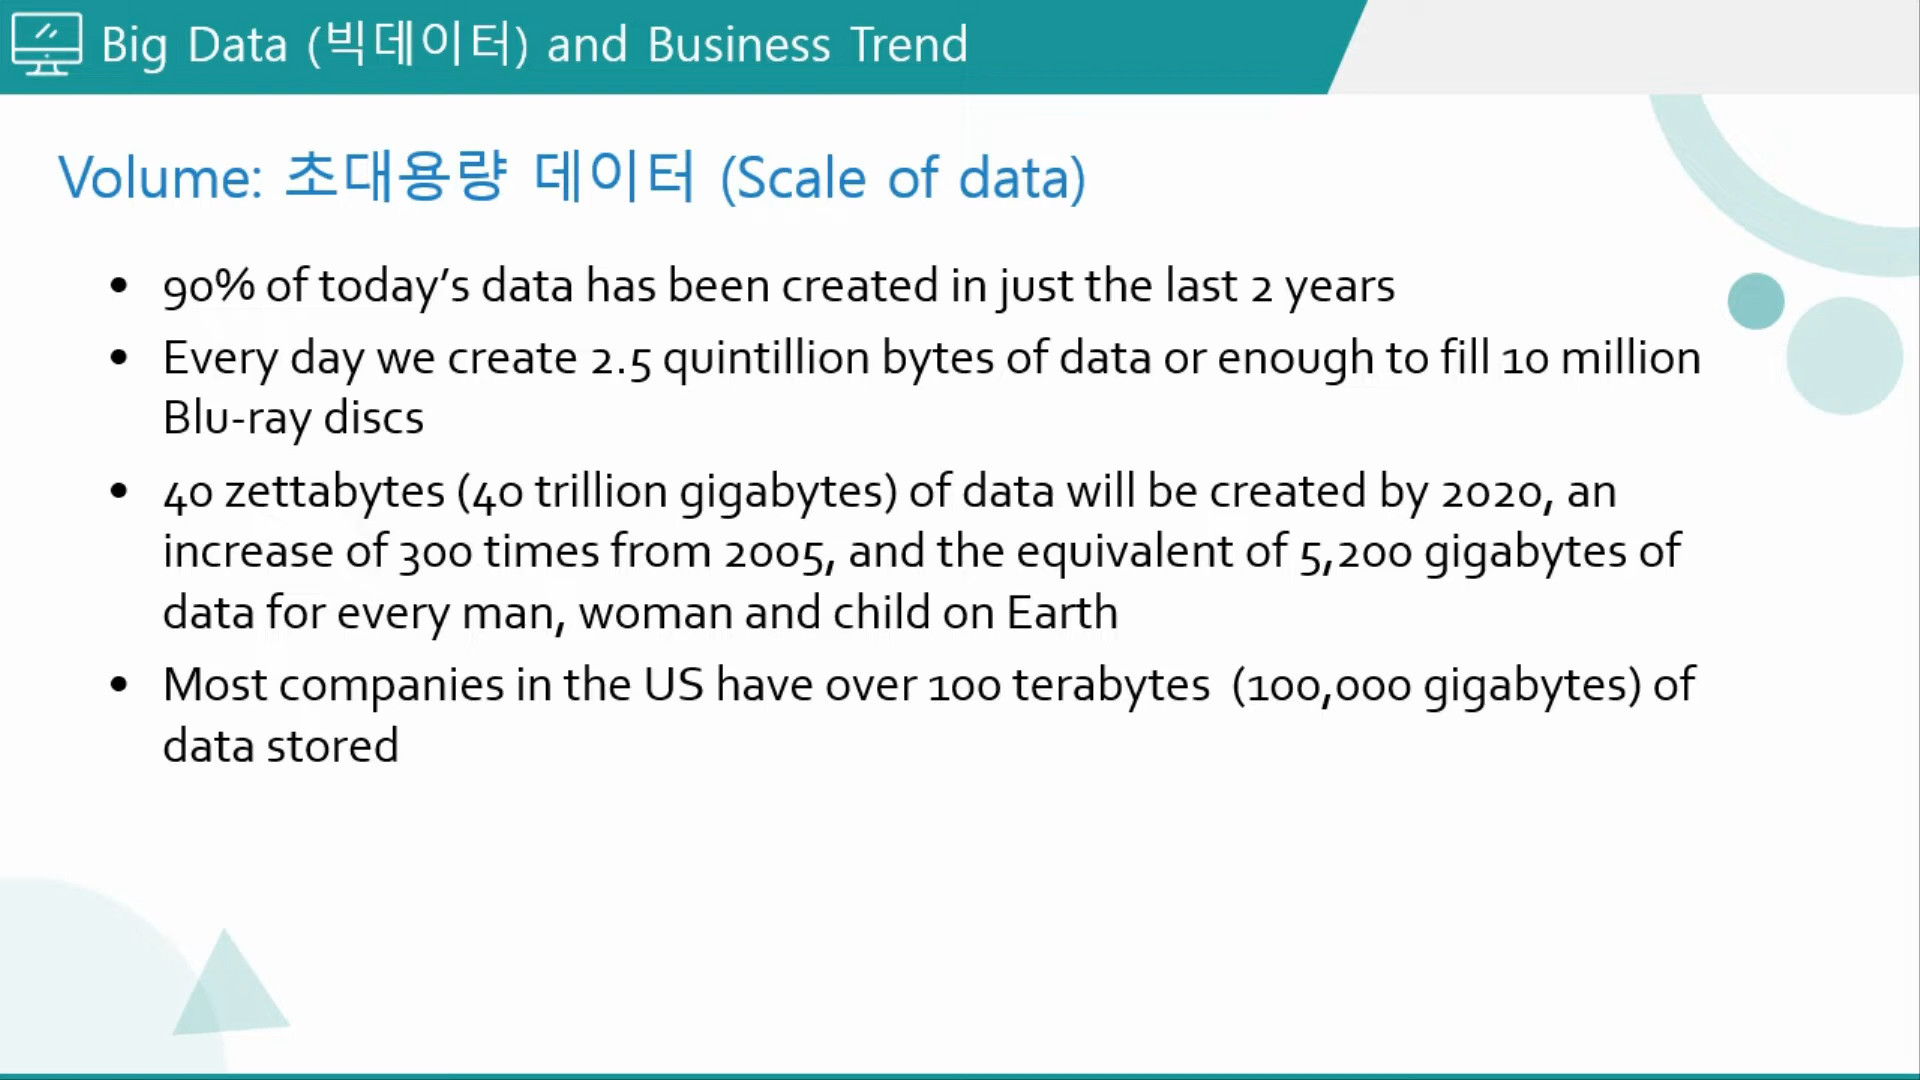 Big Data (빅데이터) and Business Trend
Volume: 초대용량 데이터 (Scale of data)
• 90% of today’s data has been created in just the last 2 years
• Every day we create 2.5 quintillion bytes of data or enough to fill 10 million
Blu-ray discs
• 40 zettabytes (40 trillion gigabytes) of data will be created by 2020, an
increase of 300 times from 2005, and the equivalent of 5,200 gigabytes of
data for every man, woman and child on Earth
• Most companies in the US have over 100 terabytes (100,000 gigabytes) of
data stored